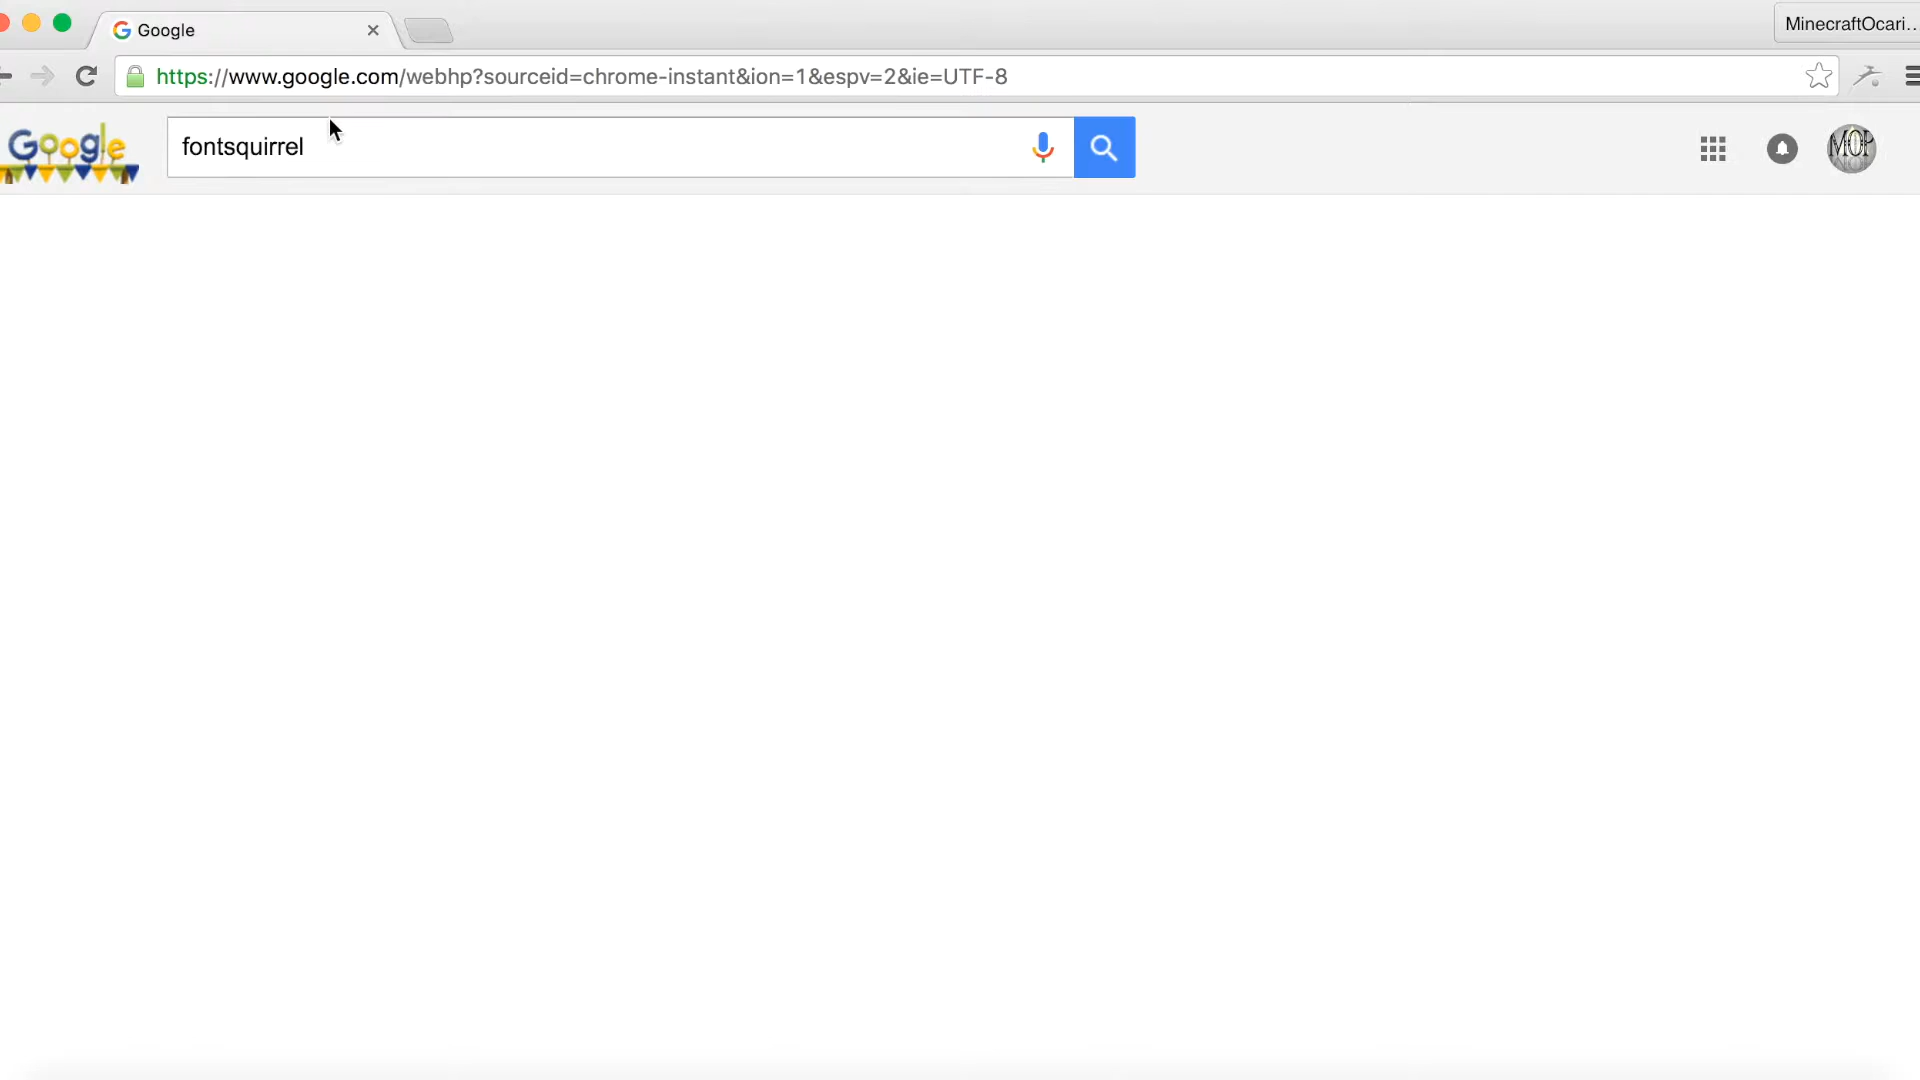 Google
MinecraftOcari..
https://www.google.com/webhp?sourceid=chrome-instant&ion=1&espv=2&ie=UTF-8
Google
fontsquirrel
MOP